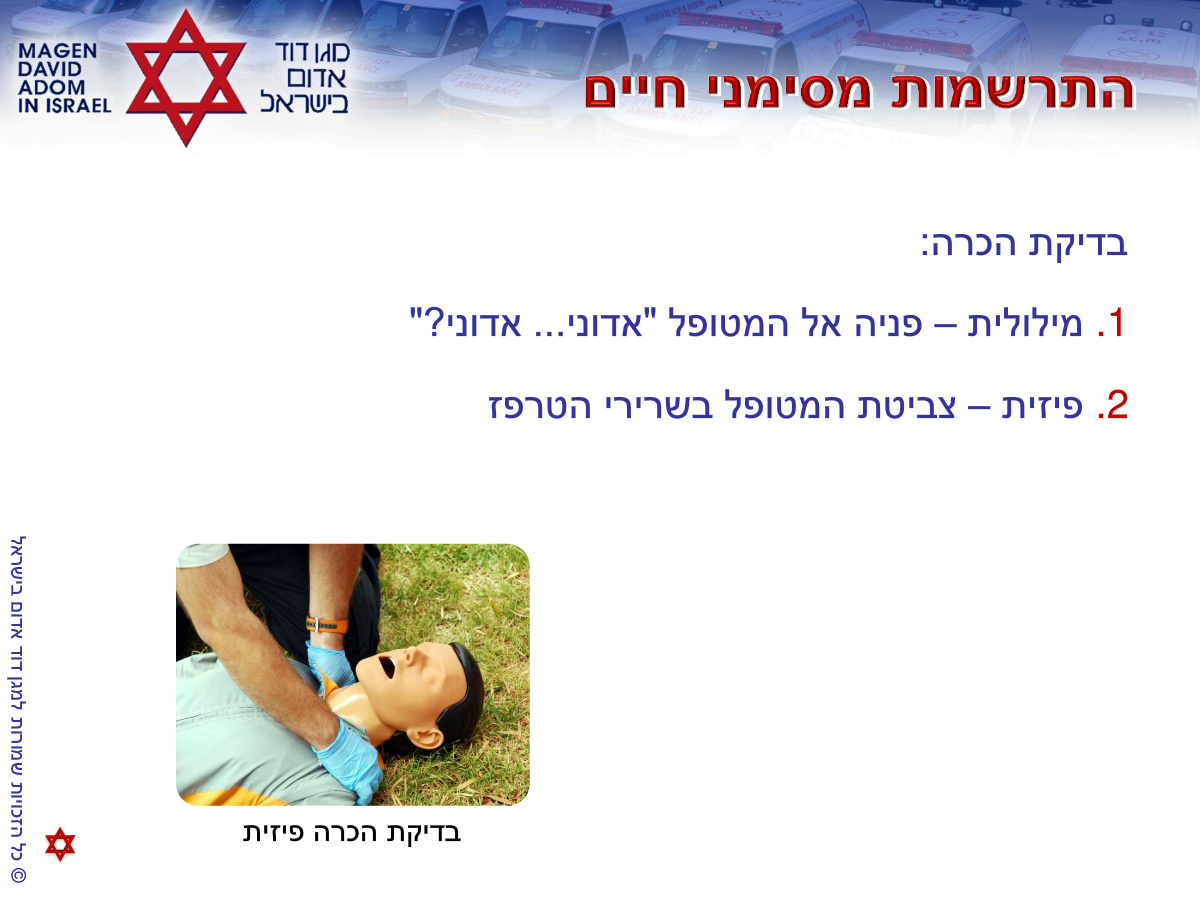 MAGEN
DAVID
ADOM
IN ISRAEL
מגן דוד
אדום
בישראל
התרשמות מסימני חיים
בדיקת הכרה:
1. מילולית – פניה אל המטופל "אדוני... אדוני?"
2. פיזית – צביטת המטופל בשרירי הטרפז
בדיקת הכרה פיזית
© כל הזכויות שמורות למגן דוד אדום בישראל